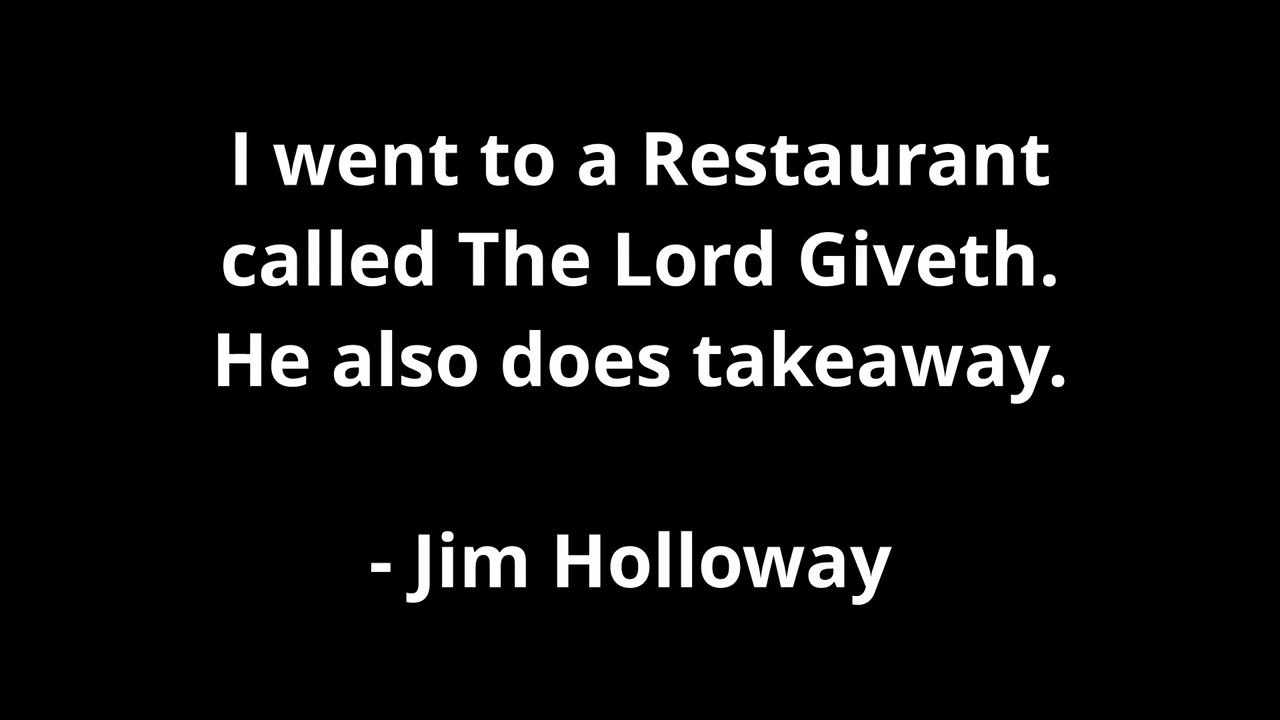 I went to a Restaurant
called The Lord Giveth.
He also does takeaway.
- Jim Holloway